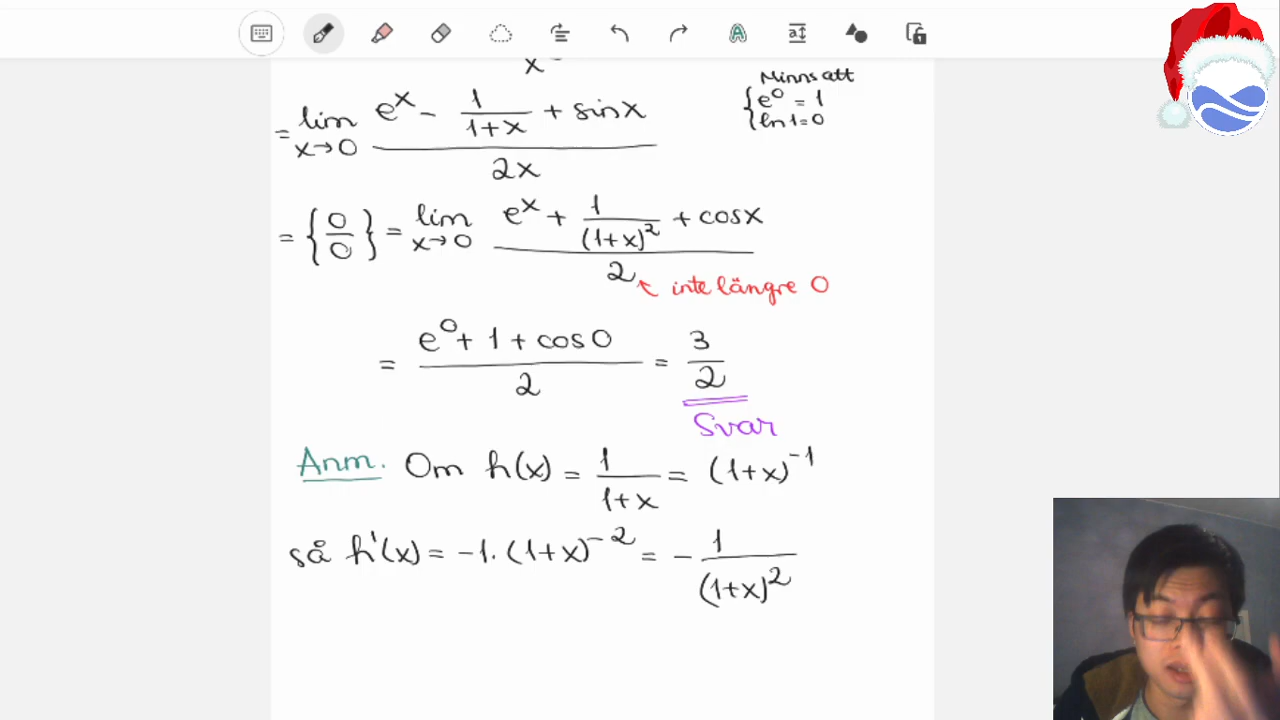 x
Minns att
{ e^0 = 1
{ ln 1 = 0
= lim x→0 (e^x - 1/(1+x) + sin x) / 2x
= {0/0} = lim x→0 (e^x + 1/(1+x)^2 + cos x) / 2
↖ inte längre 0
= (e^0 + 1 + cos 0) / 2 = 3/2
Svar
Anm. Om h(x) = 1/(1+x) = (1+x)^-1
så h'(x) = -1·(1+x)^-2 = - 1/(1+x)^2